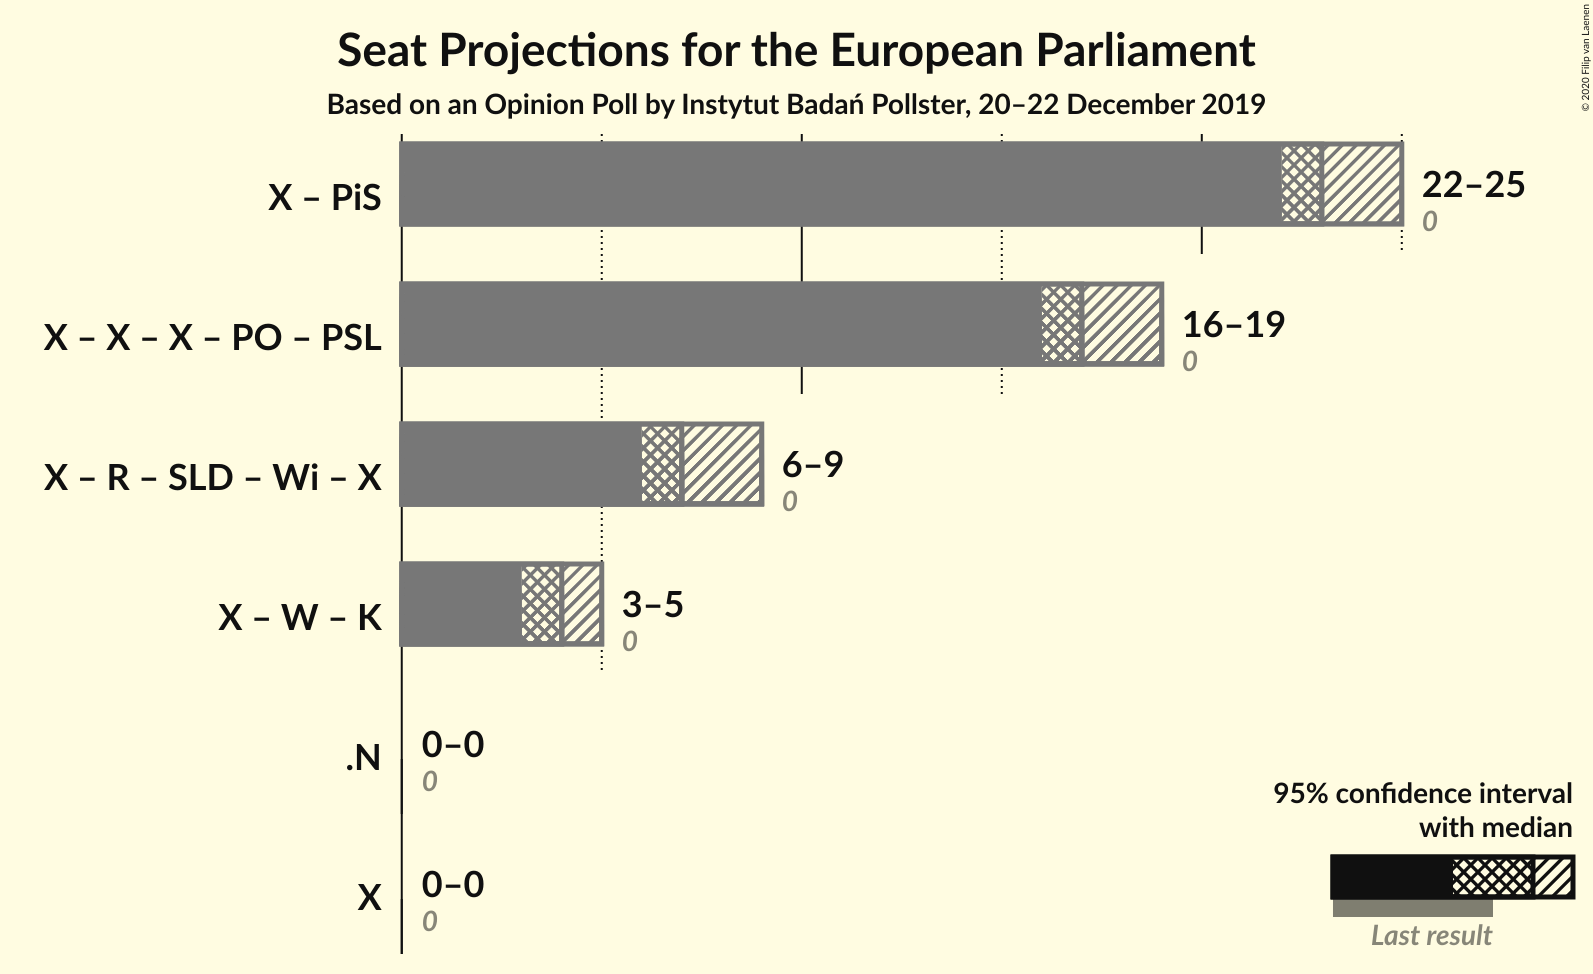 Seat Projections for the European Parliament
Based on an Opinion Poll by Instytut Badań Pollster, 20–22 December 2019
© 2020 Filip van Laenen
X – PiS
22–25
0
X – X – X – PO – PSL
16–19
0
X – R – SLD – Wi – X
6–9
0
X – W – K
3–5
0
.N
0–0
0
X
0–0
0
95% confidence interval
with median
Last result